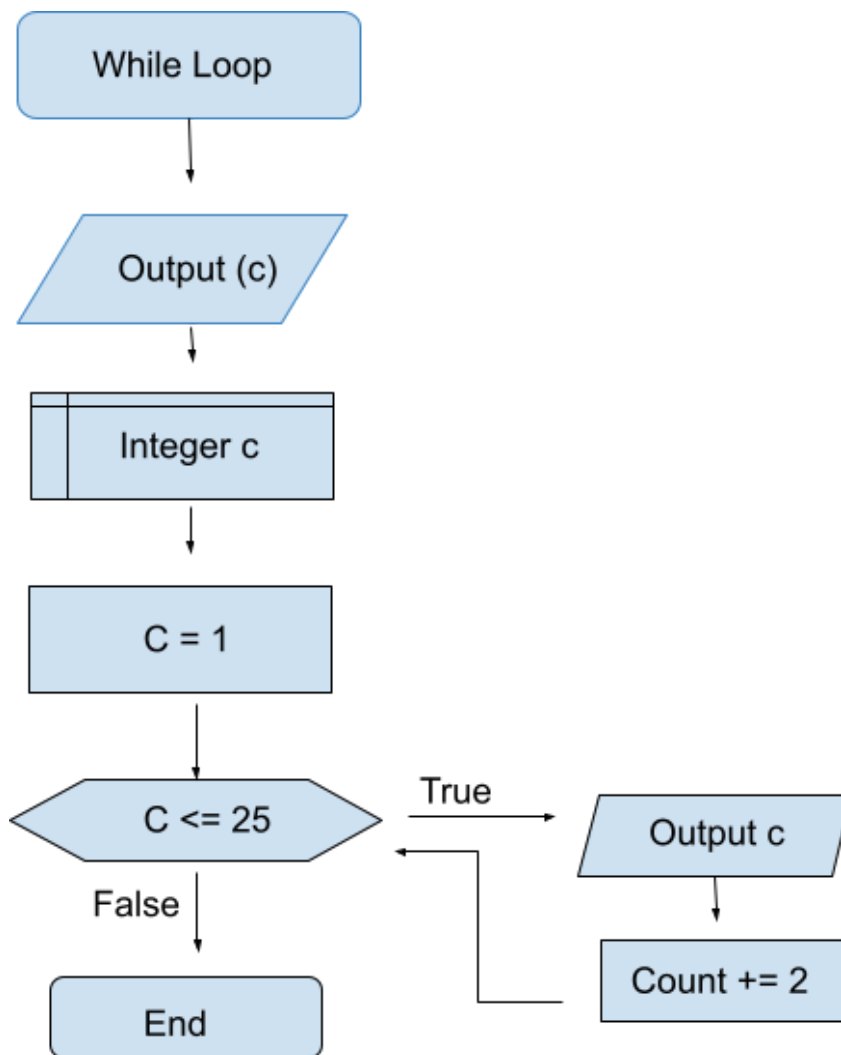 While Loop
Output (c)
Integer c
C = 1
C <= 25
True
Output c
Count += 2
False
End